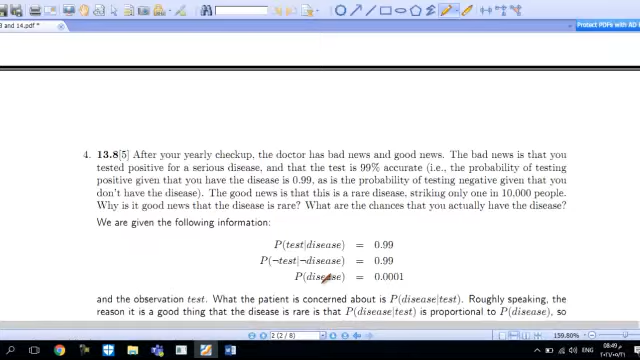 3 and 14.pdf *
Protect PDFs with AD
4. 13.8[5] After your yearly checkup, the doctor has bad news and good news. The bad news is that you
tested positive for a serious disease, and that the test is 99% accurate (i.e., the probability of testing
positive given that you have the disease is 0.99, as is the probability of testing negative given that you
don't have the disease). The good news is that this is a rare disease, striking only one in 10,000 people.
Why is it good news that the disease is rare? What are the chances that you actually have the disease?
We are given the following information:
P(test|disease) = 0.99
P(¬test|¬disease) = 0.99
P(disease) = 0.0001
and the observation test. What the patient is concerned about is P(disease|test). Roughly speaking, the
reason it is a good thing that the disease is rare is that P(disease|test) is proportional to P(disease), so
2 (2 / 8)
159.80%
08:49 م